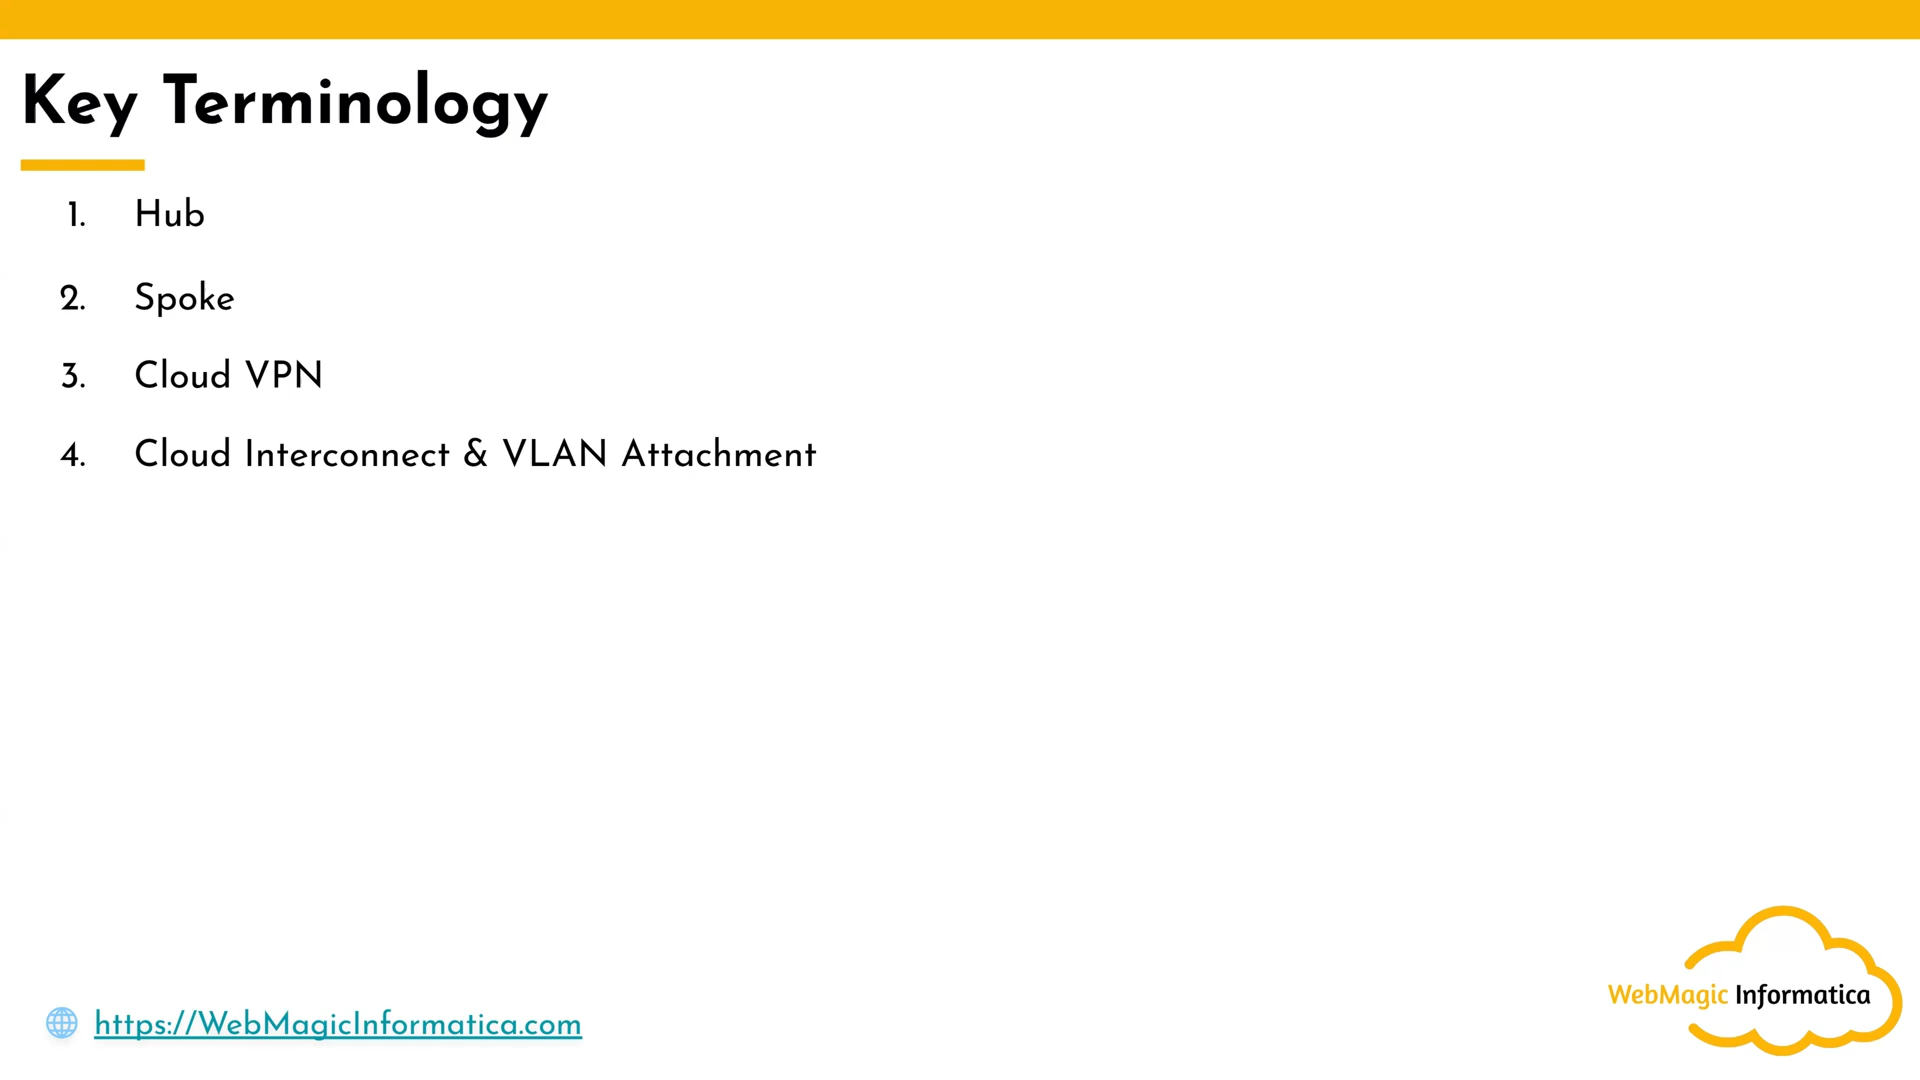 Key Terminology
1. Hub
2. Spoke
3. Cloud VPN
4. Cloud Interconnect & VLAN Attachment
WebMagic Informatica
https://WebMagicInformatica.com